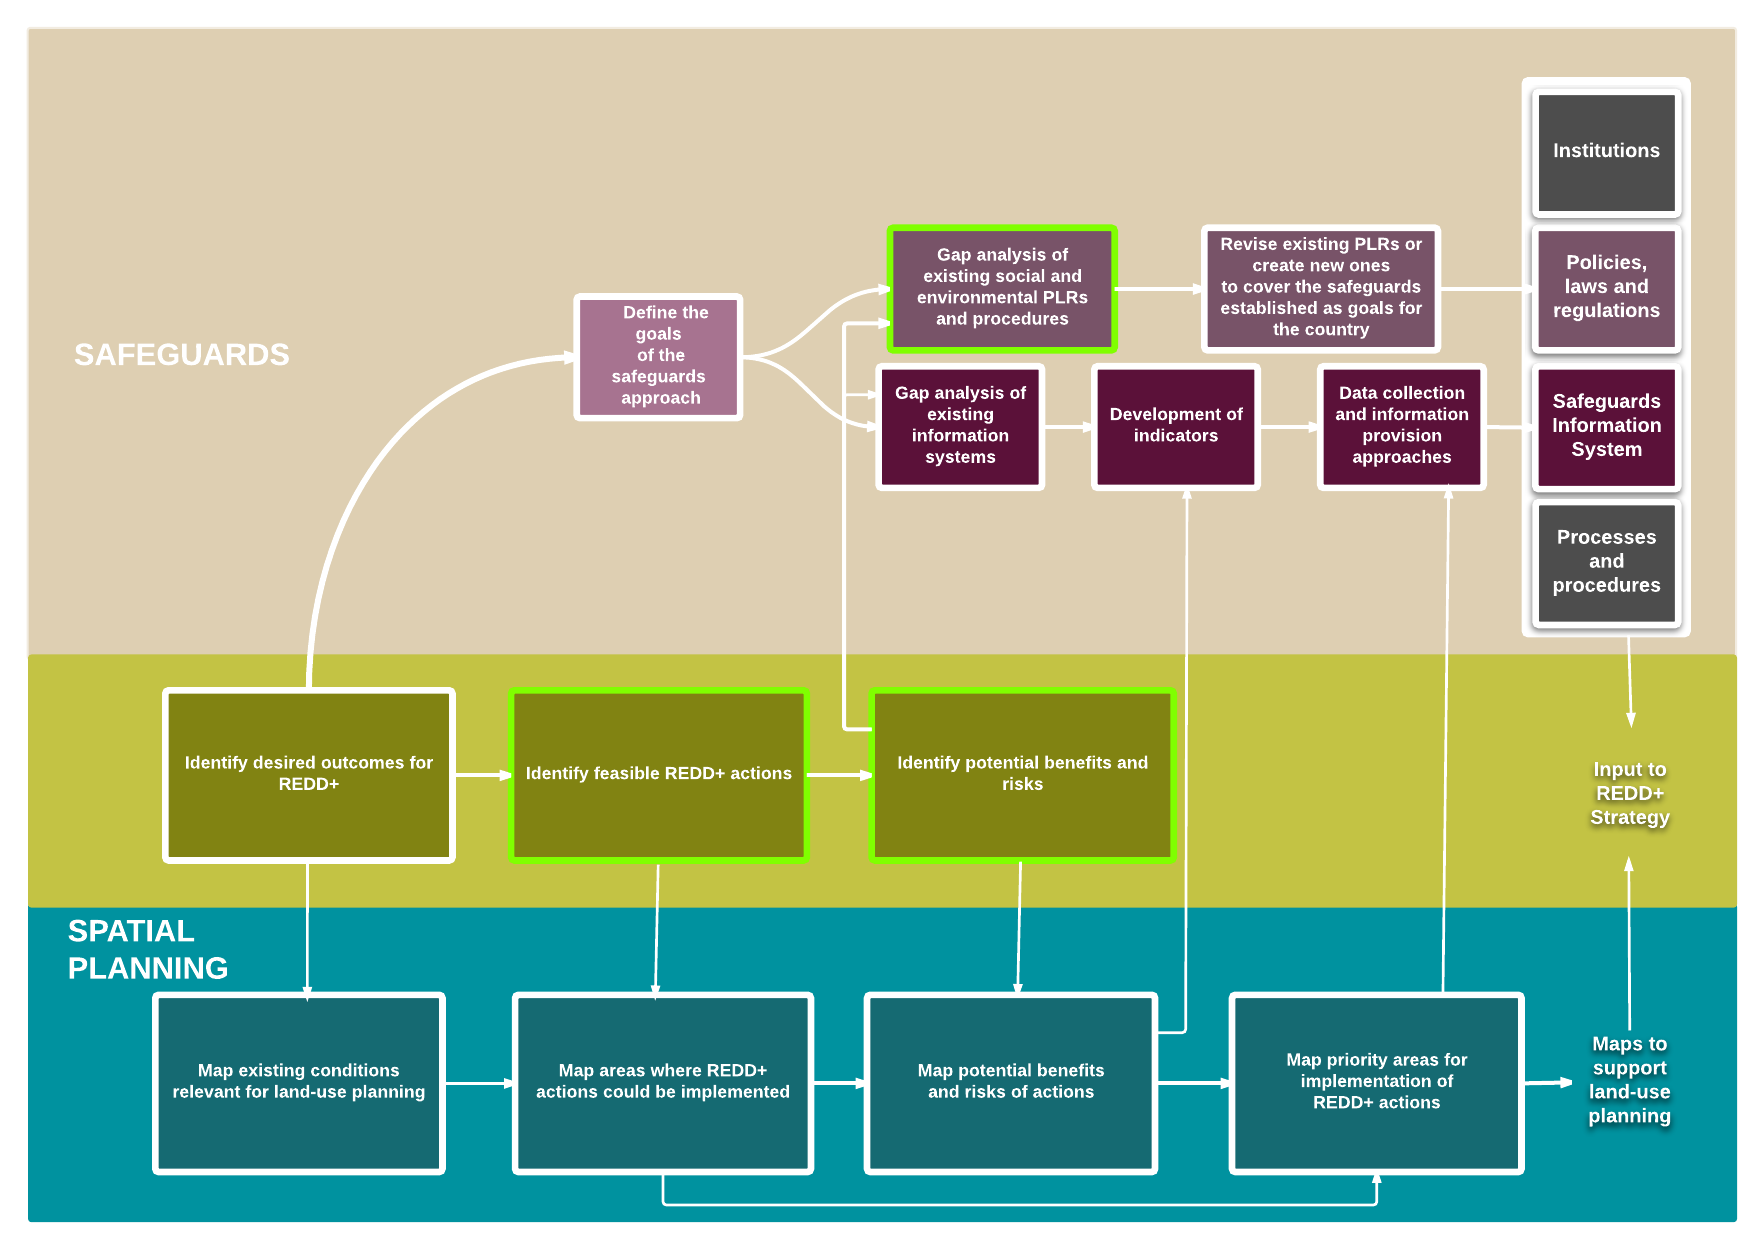 SAFEGUARDS
Define the
goals
of the
safeguards
approach
Gap analysis of
existing social and
environmental PLRs
and procedures
Revise existing PLRs or
create new ones
to cover the safeguards
established as goals for
the country
Gap analysis of
existing
information
systems
Development of
indicators
Data collection
and information
provision
approaches
Institutions
Policies,
laws and
regulations
Safeguards
Information
System
Processes
and
procedures
Identify desired outcomes for
REDD+
Identify feasible REDD+ actions
Identify potential benefits and
risks
Input to
REDD+
Strategy
SPATIAL
PLANNING
Map existing conditions
relevant for land-use planning
Map areas where REDD+
actions could be implemented
Map potential benefits
and risks of actions
Map priority areas for
implementation of
REDD+ actions
Maps to
support
land-use
planning